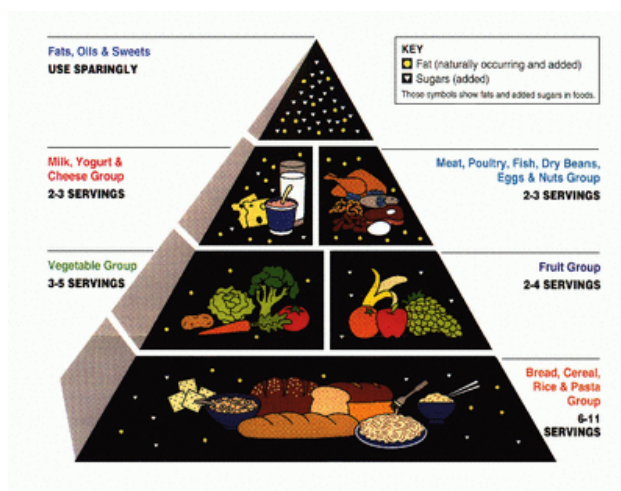 Fats, Oils & Sweets
USE SPARINGLY
KEY
Fat (naturally occurring and added)
Sugars (added)
These symbols show fats and added sugars in foods.
Milk, Yogurt &
Cheese Group
2-3 SERVINGS
Meat, Poultry, Fish, Dry Beans,
Eggs & Nuts Group
2-3 SERVINGS
Vegetable Group
3-5 SERVINGS
Fruit Group
2-4 SERVINGS
Bread, Cereal,
Rice & Pasta
Group
6-11
SERVINGS